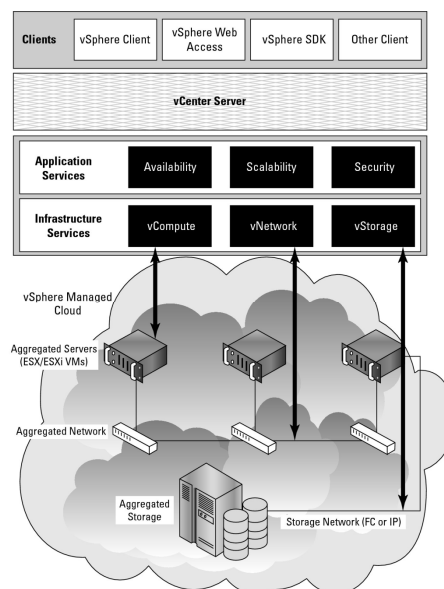 Clients
vSphere Client
vSphere Web
Access
vSphere SDK
Other Client
vCenter Server
Application
Services
Availability
Scalability
Security
Infrastructure
Services
vCompute
vNetwork
vStorage
vSphere Managed
Cloud
Aggregated Servers
(ESX/ESXi VMs)
Aggregated Network
Aggregated
Storage
Storage Network (FC or IP)